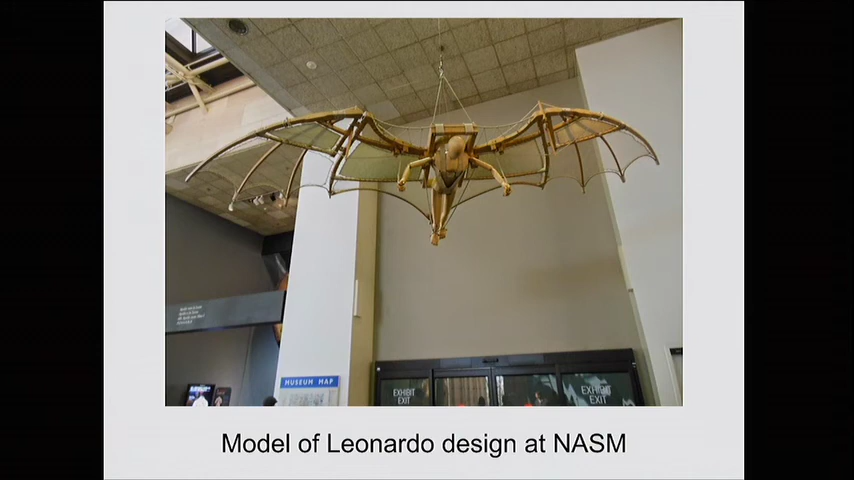 MUSEUM MAP
EXHIBIT
EXIT
EXHIBIT
EXIT
Model of Leonardo design at NASM